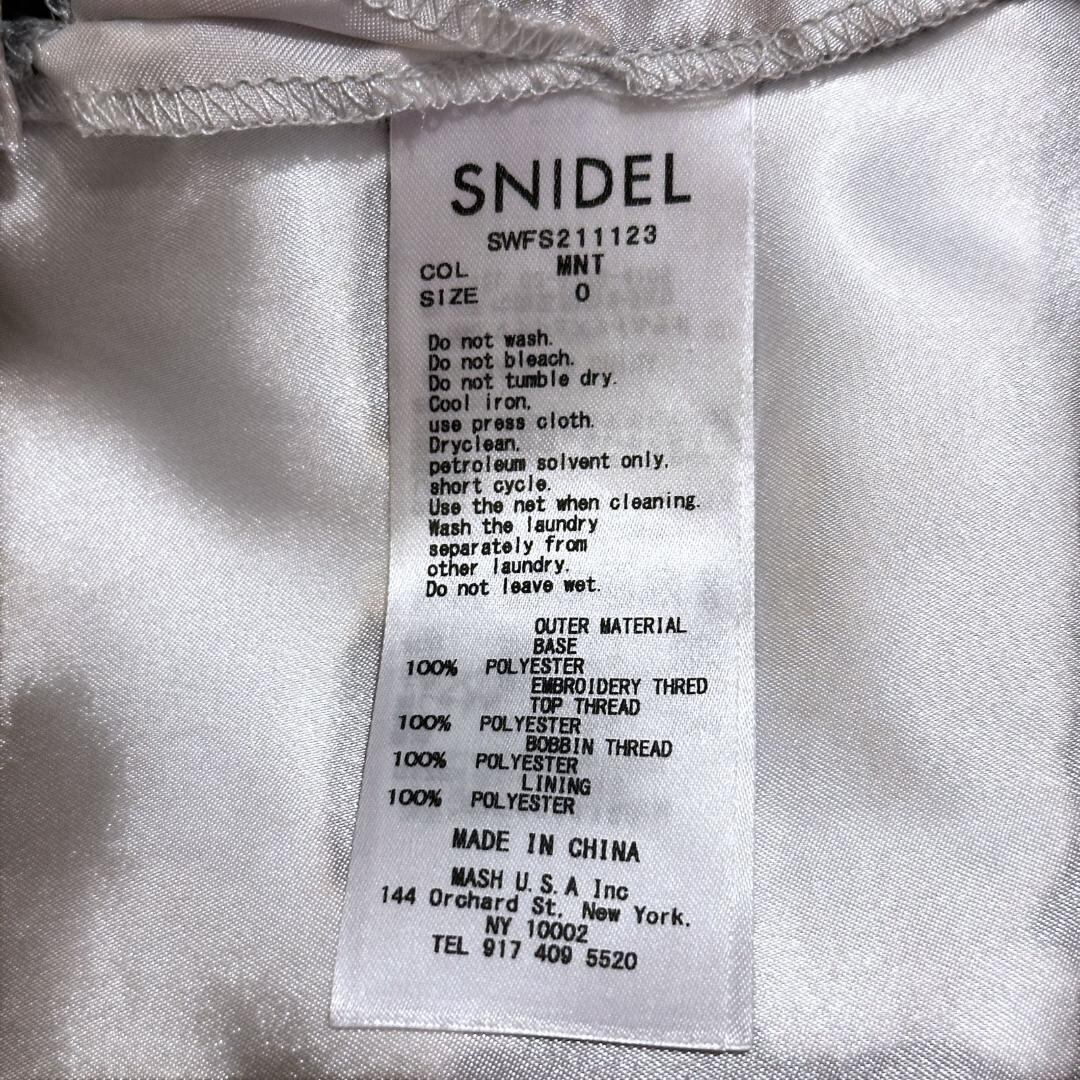 SNIDEL
SWFS211123
COL MNT
SIZE 0
Do not wash.
Do not bleach.
Do not tumble dry.
Cool iron,
use press cloth.
Dryclean,
petroleum solvent only,
short cycle.
Use the net when cleaning.
Wash the laundry
separately from
other laundry.
Do not leave wet.
OUTER MATERIAL
BASE
100% POLYESTER
EMBROIDERY THRED
TOP THREAD
100% POLYESTER
BOBBIN THREAD
100% POLYESTER
LINING
100% POLYESTER
MADE IN CHINA
MASH U.S.A Inc
144 Orchard St. New York.
NY 10002
TEL 917 409 5520